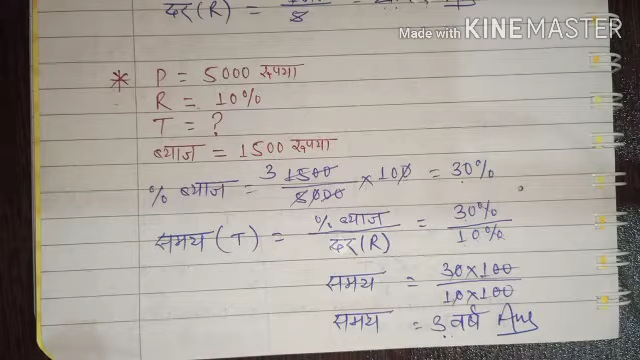 दर(R) =
Made with KINEMASTER
* P = 5000 रुपया
R = 10%
T = ?
ब्याज = 1500 रुपया
% ब्याज = 3 1500/5000 × 100 = 30%
समय (T) = % ब्याज/दर(R) = 30%/10%
समय = 30×100/10×100
समय = 3 वर्ष Ans